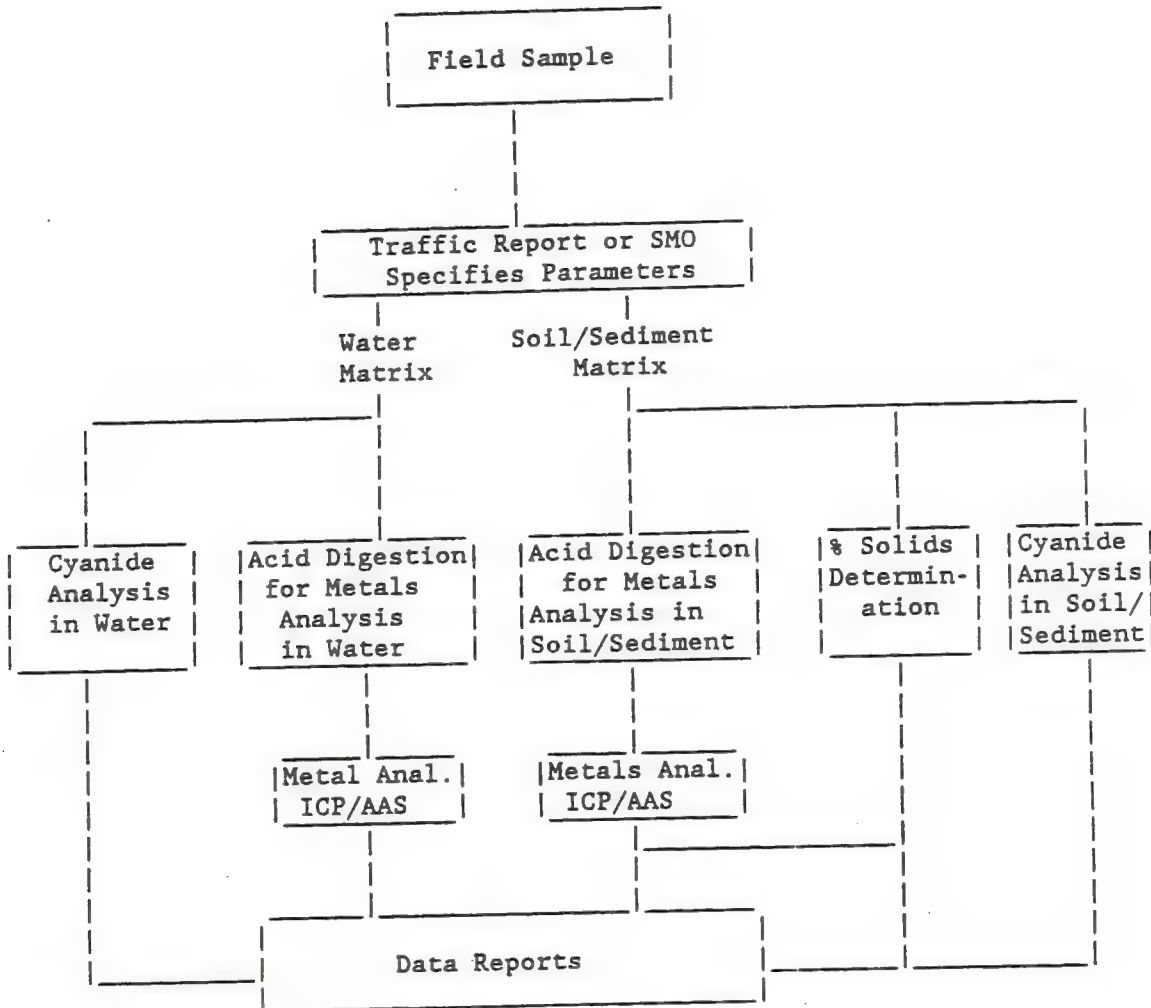 Field Sample
Traffic Report or SMO
Specifies Parameters
Water
Matrix
Soil/Sediment
Matrix
Cyanide
Analysis
in Water
Acid Digestion
for Metals
Analysis
in Water
Acid Digestion
for Metals
Analysis in
Soil/Sediment
% Solids
Determin-
ation
Cyanide
Analysis
in Soil/
Sediment
Metal Anal.
ICP/AAS
Metals Anal.
ICP/AAS
Data Reports